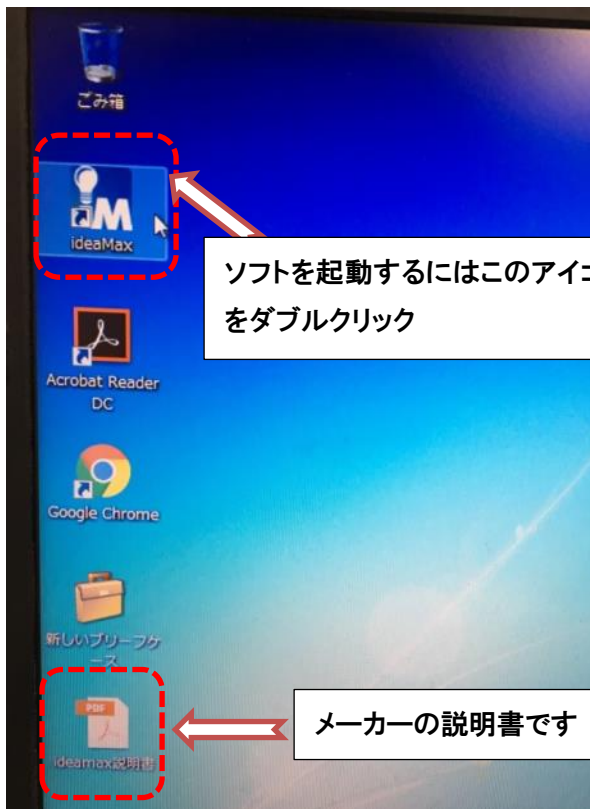 ごみ箱
ideaMax
ソフトを起動するにはこのアイコ
をダブルクリック
Acrobat Reader
DC
Google Chrome
新しいブリーフケ
ース
PDF
メーカーの説明書です
ideamax説明書